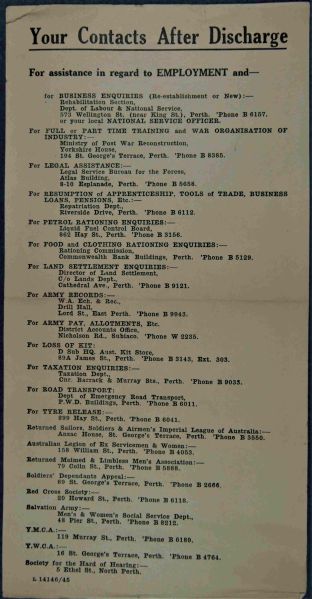 Your Contacts After Discharge
For assistance in regard to EMPLOYMENT and—
for BUSINESS ENQUIRIES (Re-establishment or New):—
Rehabilitation Section,
Dept. of Labour & National Service,
573 Wellington St. (near King St.), Perth. 'Phone B 6157.
or your local NATIONAL SERVICE OFFICER.
For FULL or PART TIME TRAINING and WAR ORGANISATION OF
INDUSTRY:—
Ministry of Post War Reconstruction,
Yorkshire House,
194 St. George's Terrace, Perth. 'Phone B 8385.
For LEGAL ASSISTANCE:—
Legal Service Bureau for the Forces,
Atlas Building,
8-10 Esplanade, Perth. 'Phone B 5656.
For RESUMPTION of APPRENTICESHIP, TOOLS of TRADE, BUSINESS
LOANS, PENSIONS, Etc.:—
Repatriation Dept.,
Riverside Drive, Perth. 'Phone B 6112.
For PETROL RATIONING ENQUIRIES:—
Liquid Fuel Control Board,
862 Hay St., Perth. 'Phone B 3156.
For FOOD and CLOTHING RATIONING ENQUIRIES:—
Rationing Commission,
Commonwealth Bank Buildings, Perth. 'Phone B 5129.
For LAND SETTLEMENT ENQUIRIES:—
Director of Land Settlement,
C/o Lands Dept.,
Cathedral Ave., Perth. 'Phone B 9121.
For ARMY RECORDS:—
W.A. Ech. & Rec.,
Drill Hall,
Lord St., East Perth. 'Phone B 9943.
For ARMY PAY, ALLOTMENTS, Etc.
District Accounts Office,
Nicholson Rd., Subiaco. 'Phone W 2235.
For LOSS OF KIT:
D Sub HQ. Aust. Kit Store,
89A James St., Perth. 'Phone B 3143, Ext. 303.
For TAXATION ENQUIRIES:—
Taxation Dept.,
Cnr. Barrack & Murray Sts., Perth. 'Phone B 9033.
For ROAD TRANSPORT:
Dept of Emergency Road Transport,
P.W.D. Buildings, Perth. 'Phone B 6011.
For TYRE RELEASE:—
899 Hay St., Perth. 'Phone B 6041.
Returned Sailors, Soldiers & Airmen's Imperial League of Australia:—
Anzac House, St. George's Terrace, Perth. 'Phone B 3550.
Australian Legion of Ex Servicemen & Women:—
158 William St., Perth. 'Phone B 4053.
Returned Maimed & Limbless Men's Association:—
79 Colin St., Perth. 'Phone B 5888.
Soldiers' Dependants Appeal:—
89 St. George's Terrace, Perth. 'Phone B 2666.
Red Cross Society:—
20 Howard St., Perth. 'Phone B 6118.
Salvation Army:—
Men's & Women's Social Service Dept.,
48 Pier St., Perth. 'Phone B 8212.
Y.M.C.A.:—
119 Murray St., Perth. 'Phone B 6189.
Y.W.C.A.:—
16 St. George's Terrace, Perth. 'Phone B 4764.
Society for the Hard of Hearing:—
5 Ethel St., North Perth.
L 14146/45